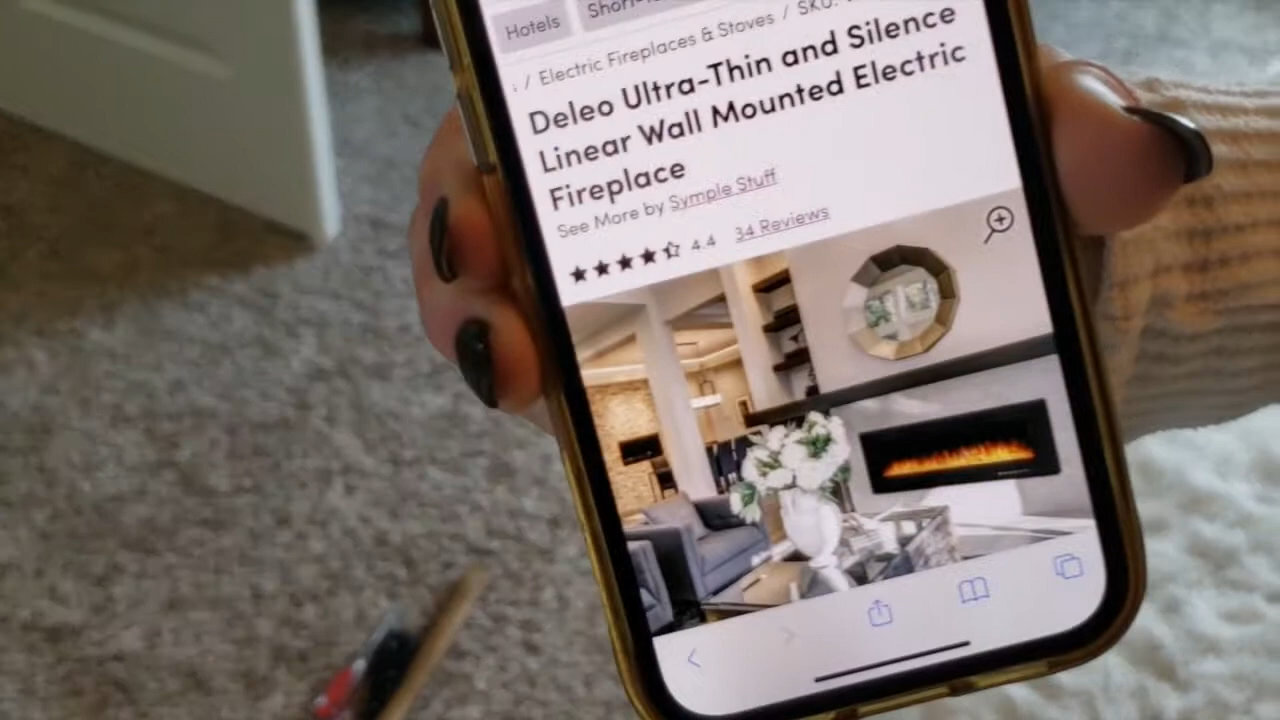 Hotels
/ Electric Fireplaces & Stoves / SKU:
Deleo Ultra-Thin and Silence
Linear Wall Mounted Electric
Fireplace
See More by Symple Stuff
4.4 34 Reviews